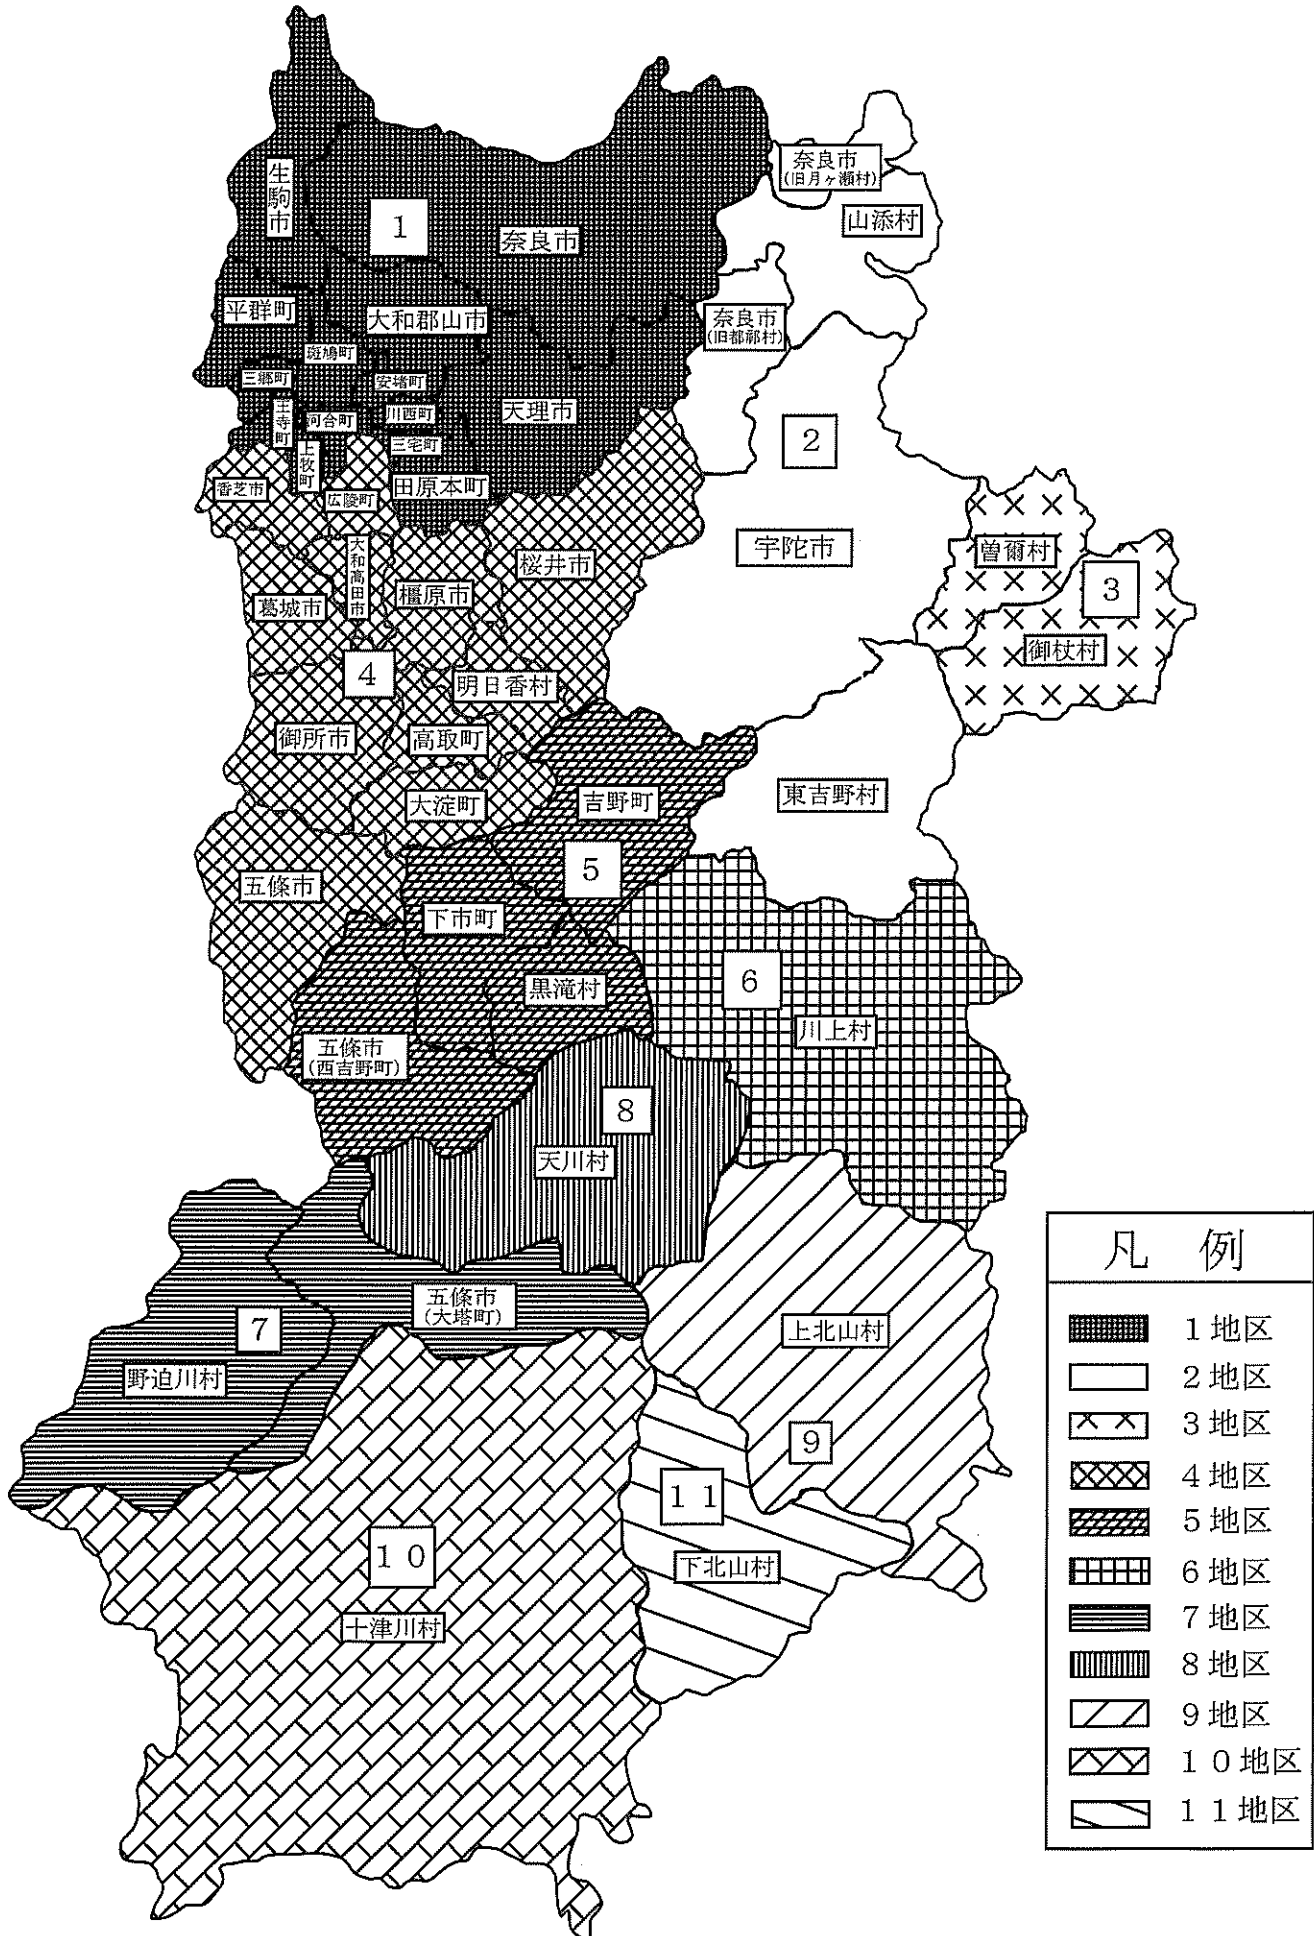 奈良市
(旧月ヶ瀬村)
山添村
生駒市
1
奈良市
平群町
大和郡山市
奈良市
(旧都祁村)
斑鳩町
三郷町
安堵町
王寺町
河合町
川西町
天理市
三宅町
上牧町
2
香芝市
広陵町
田原本町
宇陀市
曽爾村
大和高田市
桜井市
葛城市
橿原市
3
御杖村
4
明日香村
御所市
高取町
大淀町
吉野町
東吉野村
5
五條市
下市町
6
黒滝村
川上村
五條市
(西吉野町)
8
天川村
凡 例
五條市
(大塔町)
7
上北山村
野迫川村
9
11
10
下北山村
十津川村
1地区
2地区
3地区
4地区
5地区
6地区
7地区
8地区
9地区
10地区
11地区